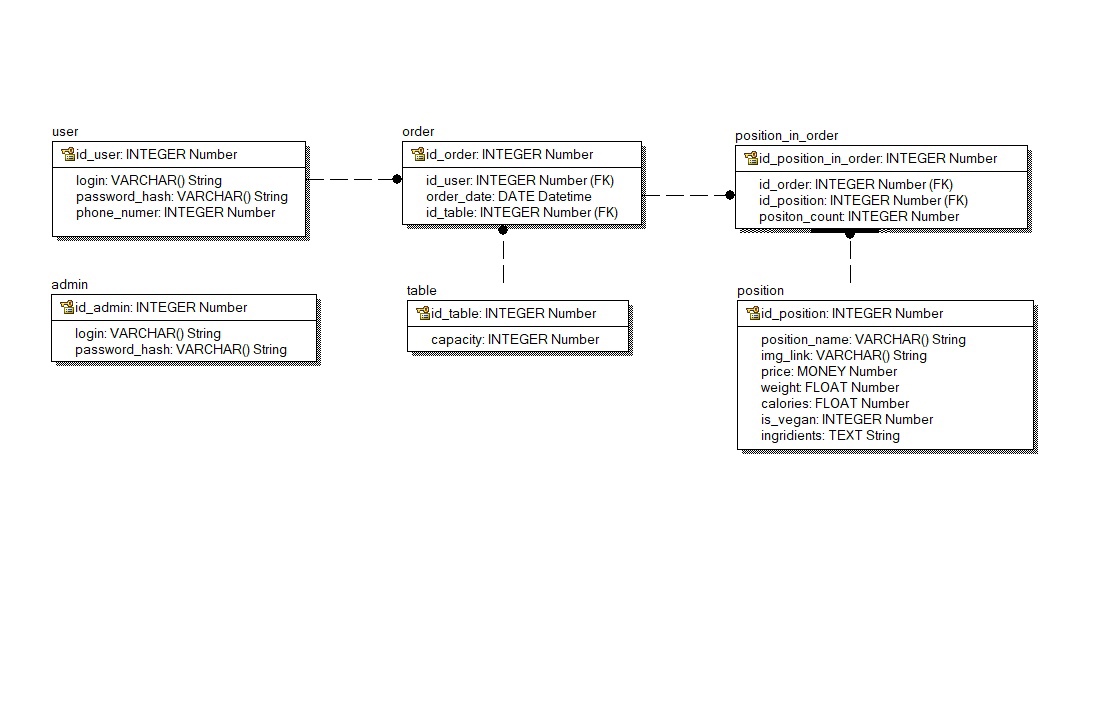 user
id_user: INTEGER Number
login: VARCHAR() String
password_hash: VARCHAR() String
phone_numer: INTEGER Number
order
id_order: INTEGER Number
id_user: INTEGER Number (FK)
order_date: DATE Datetime
id_table: INTEGER Number (FK)
position_in_order
id_position_in_order: INTEGER Number
id_order: INTEGER Number (FK)
id_position: INTEGER Number (FK)
positon_count: INTEGER Number
admin
id_admin: INTEGER Number
login: VARCHAR() String
password_hash: VARCHAR() String
table
id_table: INTEGER Number
capacity: INTEGER Number
position
id_position: INTEGER Number
position_name: VARCHAR() String
img_link: VARCHAR() String
price: MONEY Number
weight: FLOAT Number
calories: FLOAT Number
is_vegan: INTEGER Number
ingridients: TEXT String